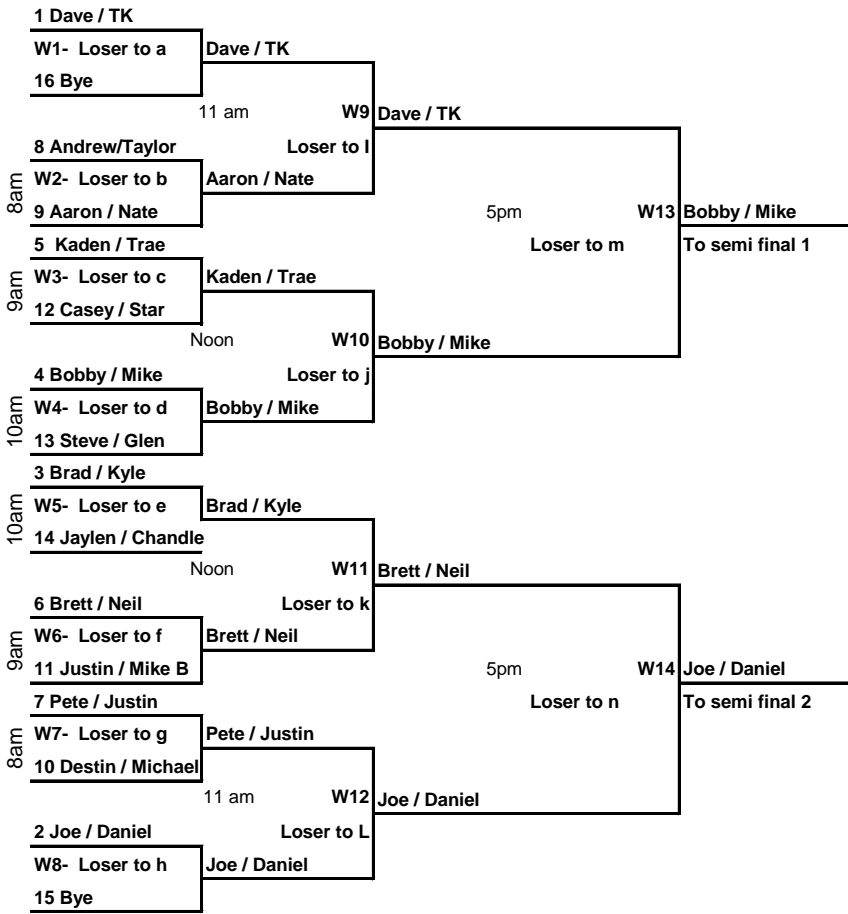 1 Dave / TK
W1- Loser to a
Dave / TK
16 Bye
11 am
W9
Dave / TK
8 Andrew/Taylor
Loser to I
8am
W2- Loser to b
Aaron / Nate
9 Aaron / Nate
5pm
W13
Bobby / Mike
5 Kaden / Trae
Loser to m
To semi final 1
9am
W3- Loser to c
Kaden / Trae
12 Casey / Star
Noon
W10
Bobby / Mike
4 Bobby / Mike
Loser to j
10am
W4- Loser to d
Bobby / Mike
13 Steve / Glen
3 Brad / Kyle
10am
W5- Loser to e
Brad / Kyle
14 Jaylen / Chandle
Noon
W11
Brett / Neil
6 Brett / Neil
Loser to k
9am
W6- Loser to f
Brett / Neil
11 Justin / Mike B
5pm
W14
Joe / Daniel
7 Pete / Justin
Loser to n
To semi final 2
8am
W7- Loser to g
Pete / Justin
10 Destin / Michael
11 am
W12
Joe / Daniel
2 Joe / Daniel
Loser to L
W8- Loser to h
Joe / Daniel
15 Bye